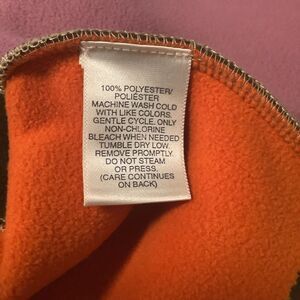 100% POLYESTER/
POLIÉSTER
MACHINE WASH COLD
WITH LIKE COLORS.
GENTLE CYCLE. ONLY
NON-CHLORINE
BLEACH WHEN NEEDED
TUMBLE DRY LOW.
REMOVE PROMPTLY.
DO NOT STEAM
OR PRESS.
(CARE CONTINUES
ON BACK)